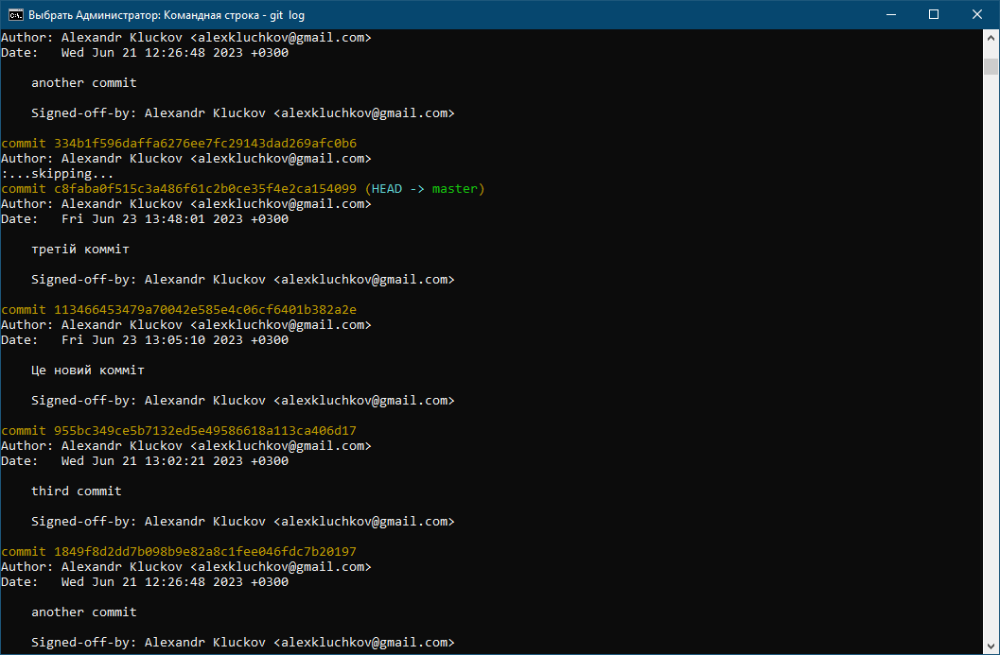 Выбрать Администратор: Командная строка - git  log
Author: Alexandr Kluckov <alexkluchkov@gmail.com>
Date:   Wed Jun 21 12:26:48 2023 +0300
another commit
Signed-off-by: Alexandr Kluckov <alexkluchkov@gmail.com>
commit 334b1f596daffa6276ee7fc29143dad269afc0b6
Author: Alexandr Kluckov <alexkluchkov@gmail.com>
:...skipping...
commit c8faba0f515c3a486f61c2b0ce35f4e2ca154099 (HEAD -> master)
Author: Alexandr Kluckov <alexkluchkov@gmail.com>
Date:   Fri Jun 23 13:48:01 2023 +0300
третій комміт
Signed-off-by: Alexandr Kluckov <alexkluchkov@gmail.com>
commit 113466453479a70042e585e4c06cf6401b382a2e
Author: Alexandr Kluckov <alexkluchkov@gmail.com>
Date:   Fri Jun 23 13:05:10 2023 +0300
Це новий комміт
Signed-off-by: Alexandr Kluckov <alexkluchkov@gmail.com>
commit 955bc349ce5b7132ed5e49586618a113ca406d17
Author: Alexandr Kluckov <alexkluchkov@gmail.com>
Date:   Wed Jun 21 13:02:21 2023 +0300
third commit
Signed-off-by: Alexandr Kluckov <alexkluchkov@gmail.com>
commit 1849f8d2dd7b098b9e82a8c1fee046fdc7b20197
Author: Alexandr Kluckov <alexkluchkov@gmail.com>
Date:   Wed Jun 21 12:26:48 2023 +0300
another commit
Signed-off-by: Alexandr Kluckov <alexkluchkov@gmail.com>